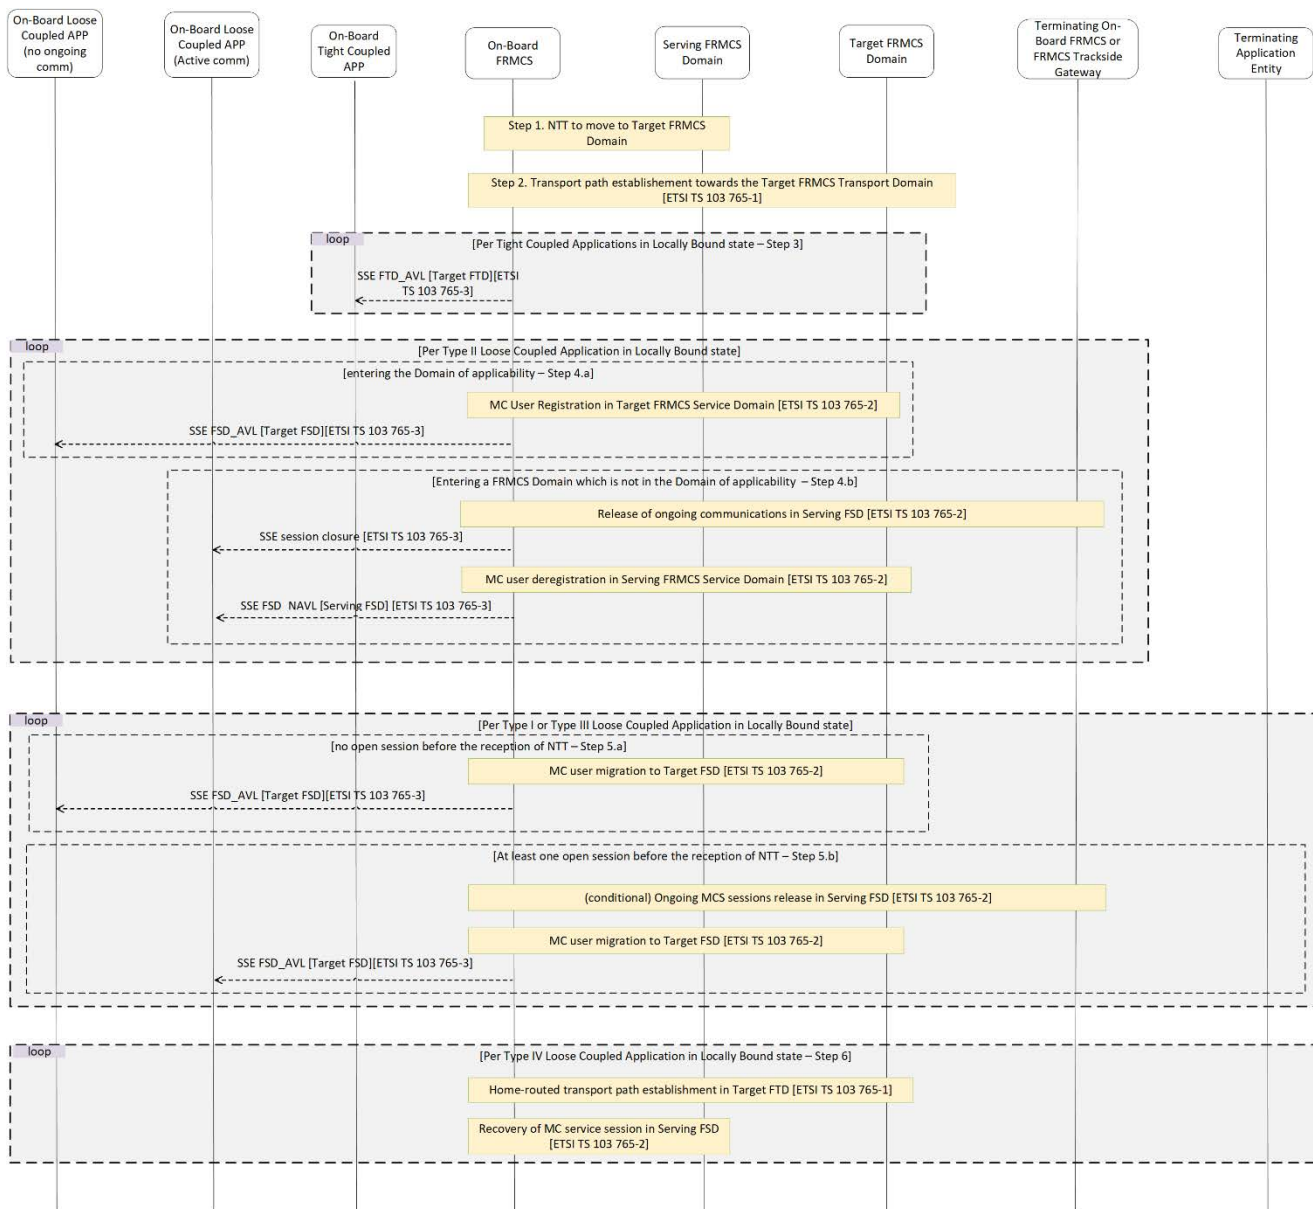 On-Board Loose
Coupled APP
(no ongoing
comm)
On-Board Loose
Coupled APP
(Active comm)
On-Board
Tight Coupled
APP
On-Board
FRMCS
Serving FRMCS
Domain
Target FRMCS
Domain
Terminating On-
Board FRMCS or
FRMCS Trackside
Gateway
Terminating
Application
Entity
Step 1. NTT to move to Target FRMCS
Domain
Step 2. Transport path establishement towards the Target FRMCS Transport Domain
[ETSI TS 103 765-1]
loop
[Per Tight Coupled Applications in Locally Bound state – Step 3]
SSE FTD_AVL [Target FTD][ETSI
TS 103 765-3]
loop
[Per Type II Loose Coupled Application in Locally Bound state]
[entering the Domain of applicability – Step 4.a]
MC User Registration in Target FRMCS Service Domain [ETSI TS 103 765-2]
SSE FSD_AVL [Target FSD][ETSI TS 103 765-3]
[Entering a FRMCS Domain which is not in the Domain of applicability – Step 4.b]
Release of ongoing communications in Serving FSD [ETSI TS 103 765-2]
SSE session closure [ETSI TS 103 765-3]
MC user deregistration in Serving FRMCS Service Domain [ETSI TS 103 765-2]
SSE FSD_NAVL [Serving FSD] [ETSI TS 103 765-3]
loop
[Per Type I or Type III Loose Coupled Application in Locally Bound state]
[no open session before the reception of NTT – Step 5.a]
MC user migration to Target FSD [ETSI TS 103 765-2]
SSE FSD_AVL [Target FSD][ETSI TS 103 765-3]
[At least one open session before the reception of NTT – Step 5.b]
(conditional) Ongoing MCS sessions release in Serving FSD [ETSI TS 103 765-2]
MC user migration to Target FSD [ETSI TS 103 765-2]
SSE FSD_AVL [Target FSD][ETSI TS 103 765-3]
loop
[Per Type IV Loose Coupled Application in Locally Bound state – Step 6]
Home-routed transport path establishment in Target FTD [ETSI TS 103 765-1]
Recovery of MC service session in Serving FSD
[ETSI TS 103 765-2]